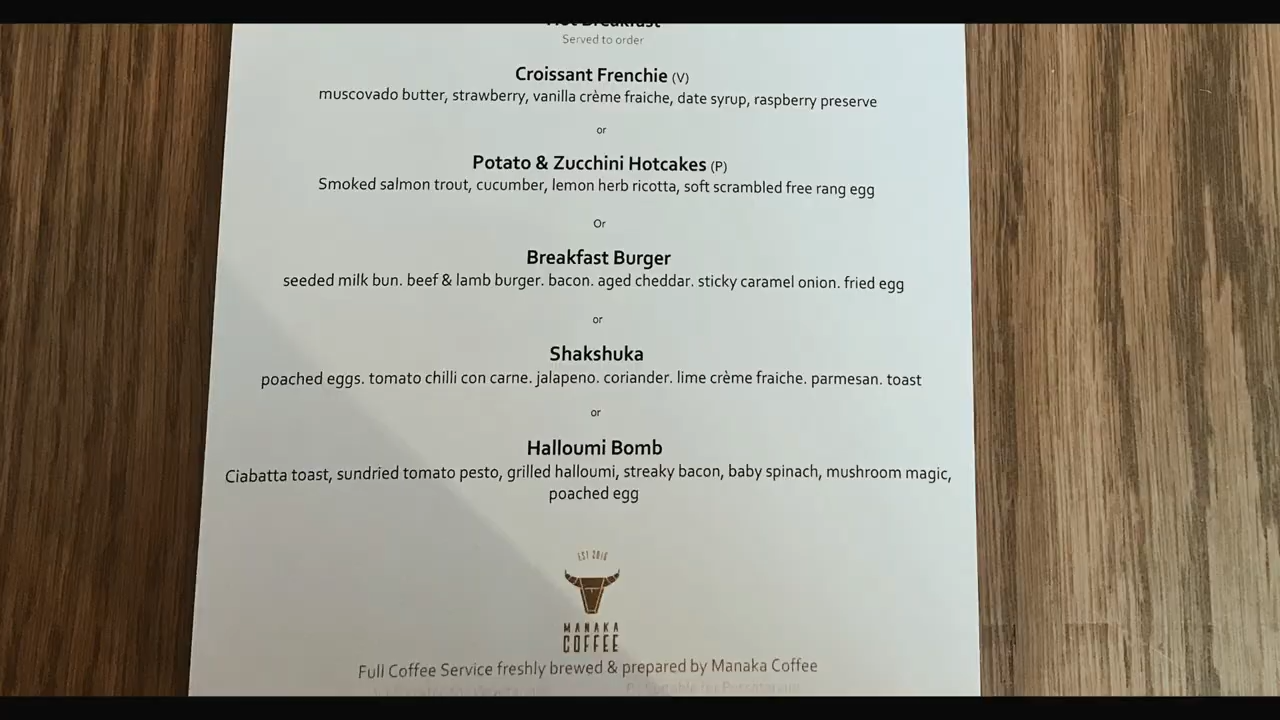 Hot Breakfast
Served to order
Croissant Frenchie (V)
muscovado butter, strawberry, vanilla crème fraiche, date syrup, raspberry preserve
or
Potato & Zucchini Hotcakes (P)
Smoked salmon trout, cucumber, lemon herb ricotta, soft scrambled free rang egg
Or
Breakfast Burger
seeded milk bun. beef & lamb burger. bacon. aged cheddar. sticky caramel onion. fried egg
or
Shakshuka
poached eggs. tomato chilli con carne. jalapeno. coriander. lime crème fraiche. parmesan. toast
or
Halloumi Bomb
Ciabatta toast, sundried tomato pesto, grilled halloumi, streaky bacon, baby spinach, mushroom magic,
poached egg
EST 2016
MANAKA
COFFEE
Full Coffee Service freshly brewed & prepared by Manaka Coffee